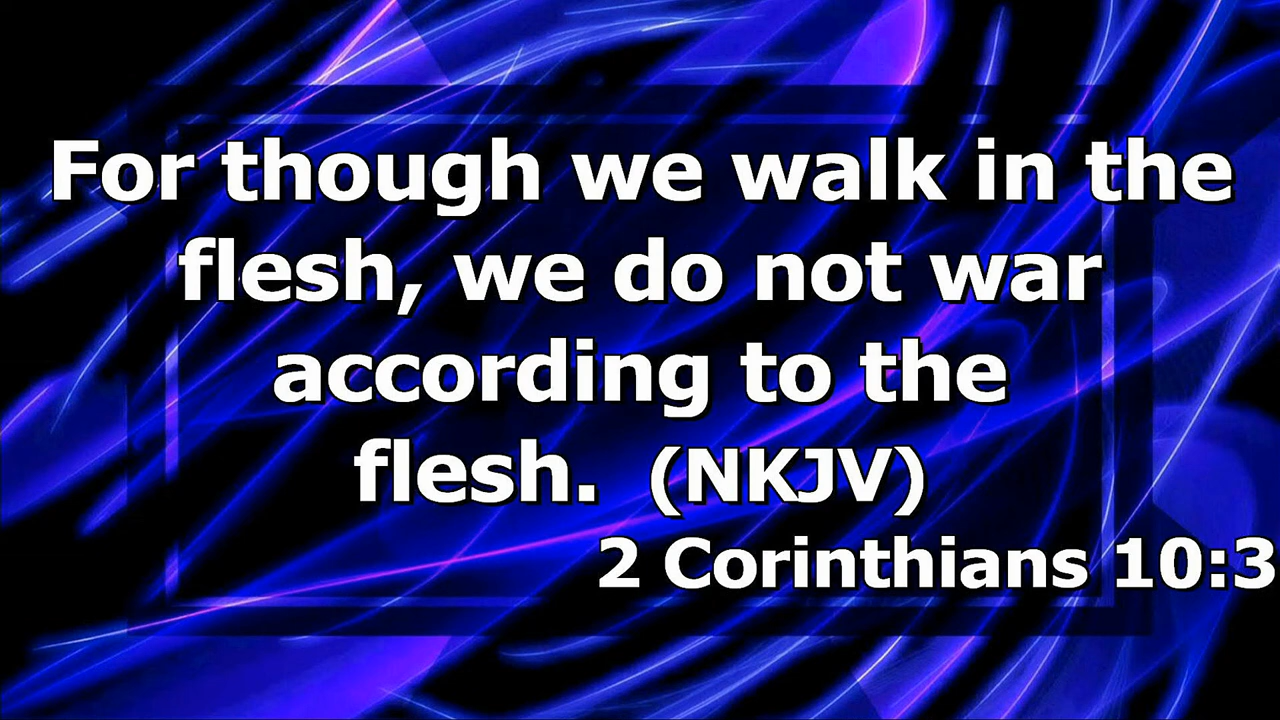 For though we walk in the
flesh, we do not war
according to the
flesh. (NKJV)
2 Corinthians 10:3